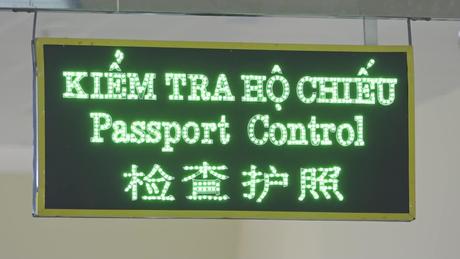 KIỂM TRA HỘ CHIẾU
Passport Control
检查护照